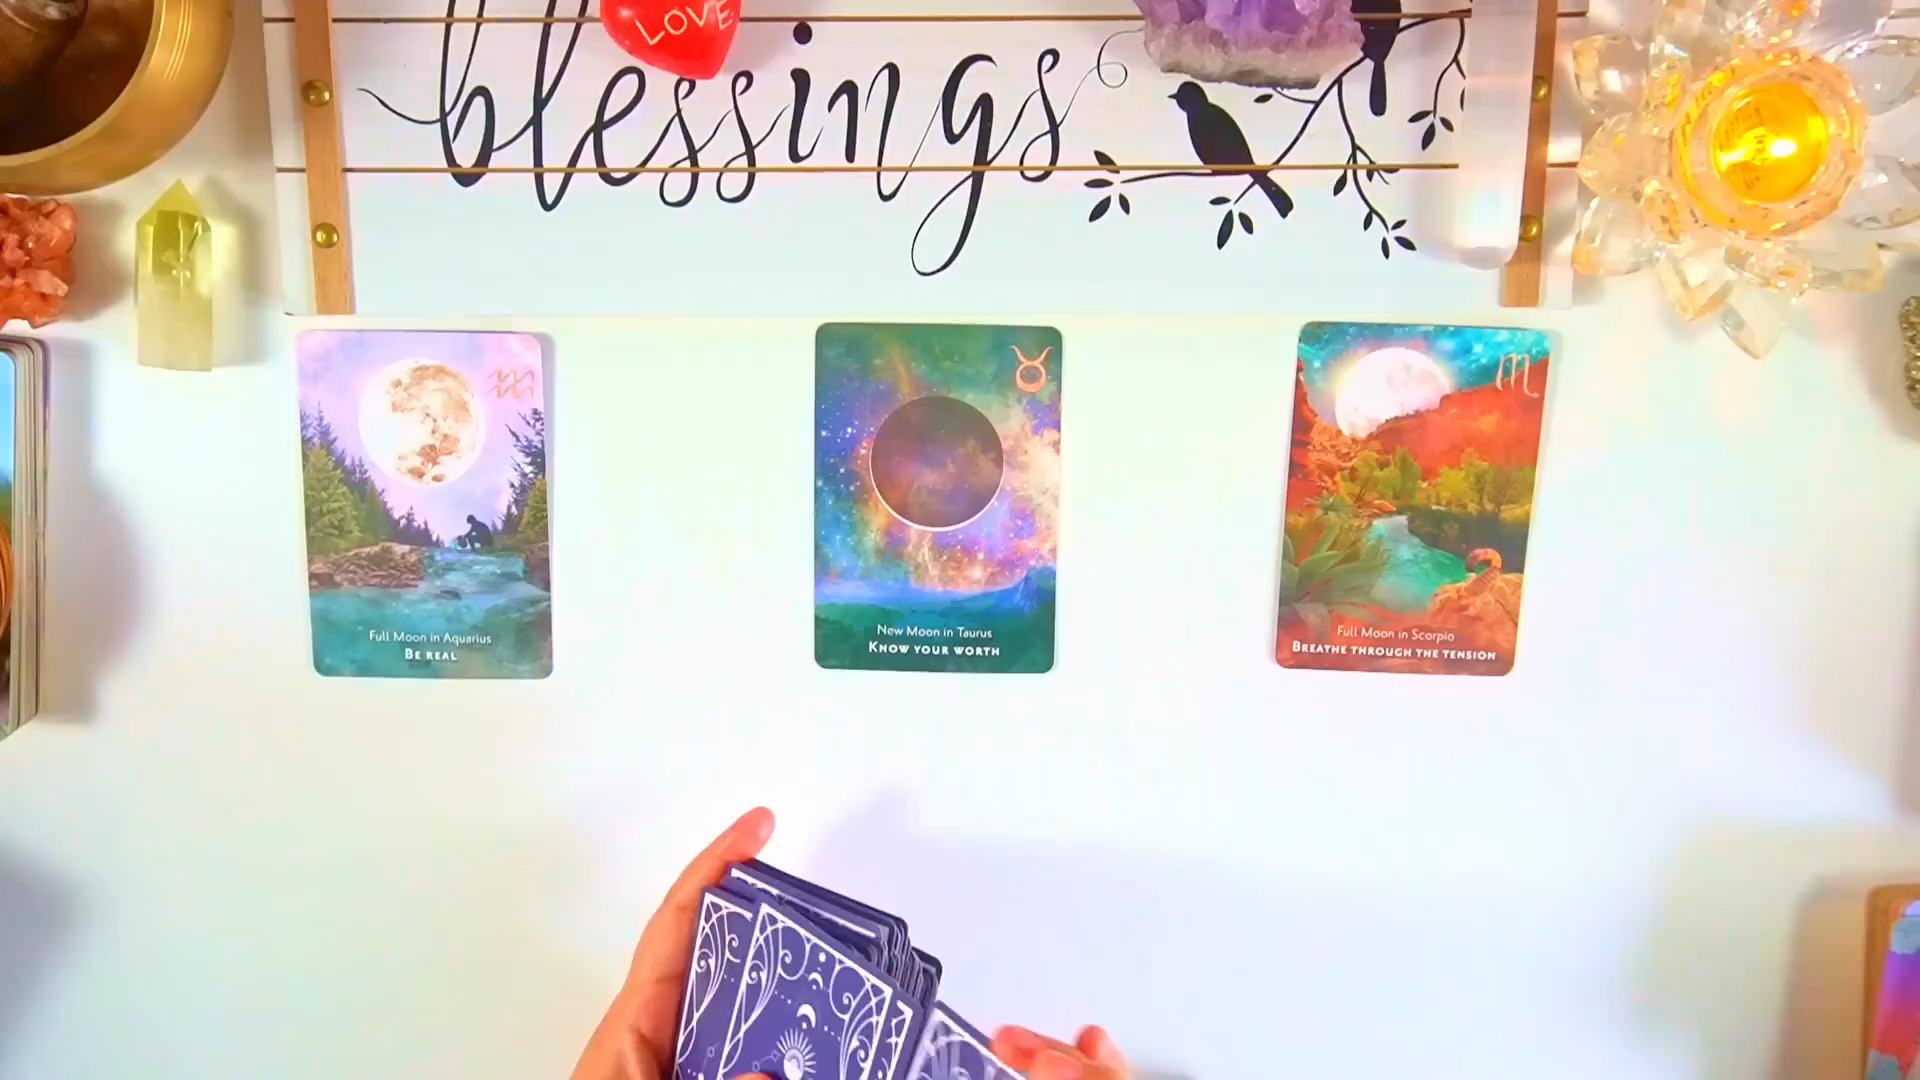 LOVE
blessings
Full Moon in Aquarius
BE REAL
New Moon in Taurus
KNOW YOUR WORTH
Full Moon in Scorpio
BREATHE THROUGH THE TENSION